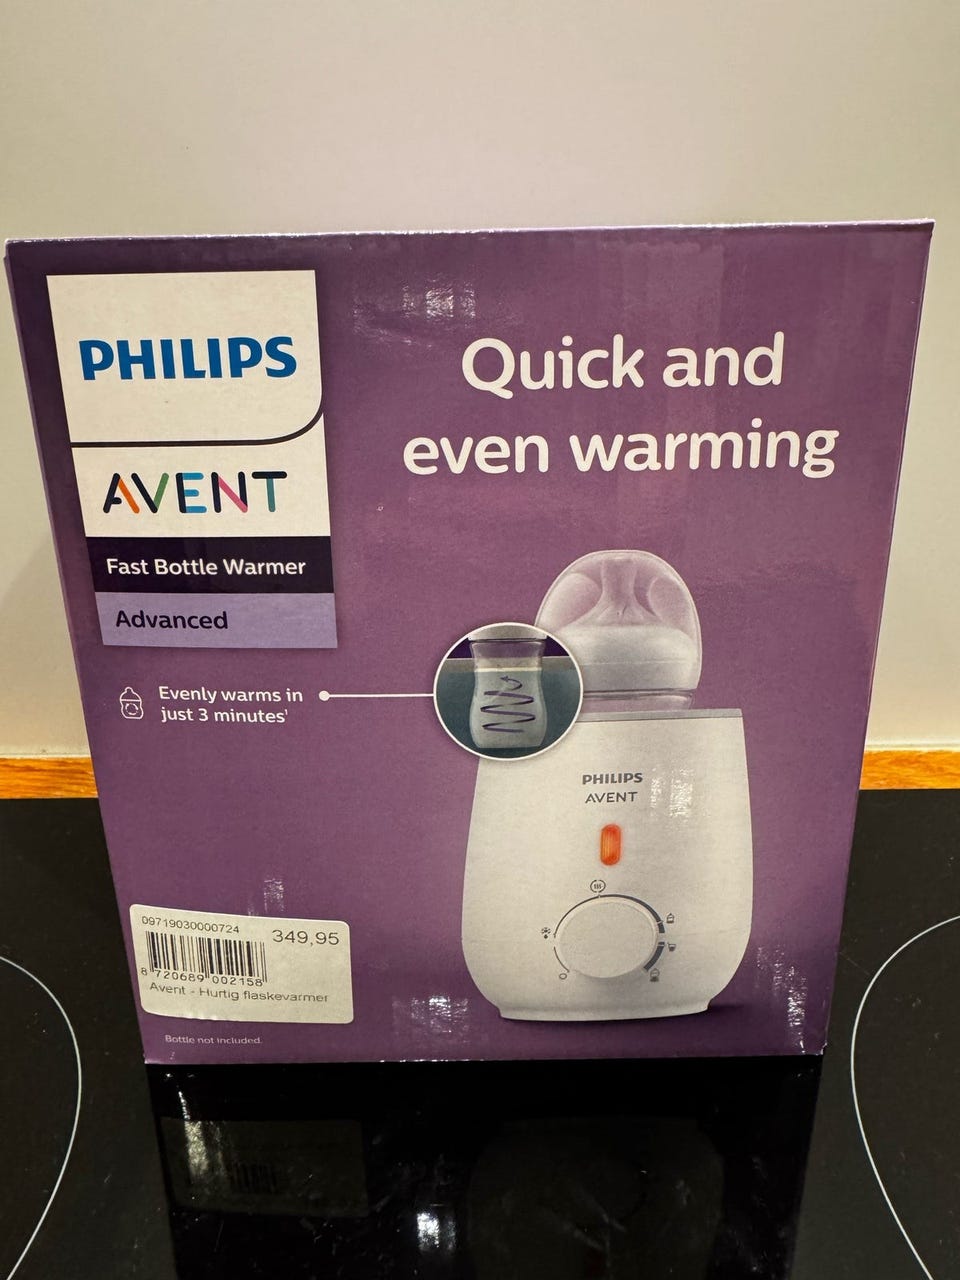 PHILIPS
AVENT
Fast Bottle Warmer
Advanced
Quick and
even warming
Evenly warms in
just 3 minutes¹
PHILIPS
AVENT
09719030000724
349,95
8 720689 002158
Avent - Hurtig flaskevarmer
Bottle not included.